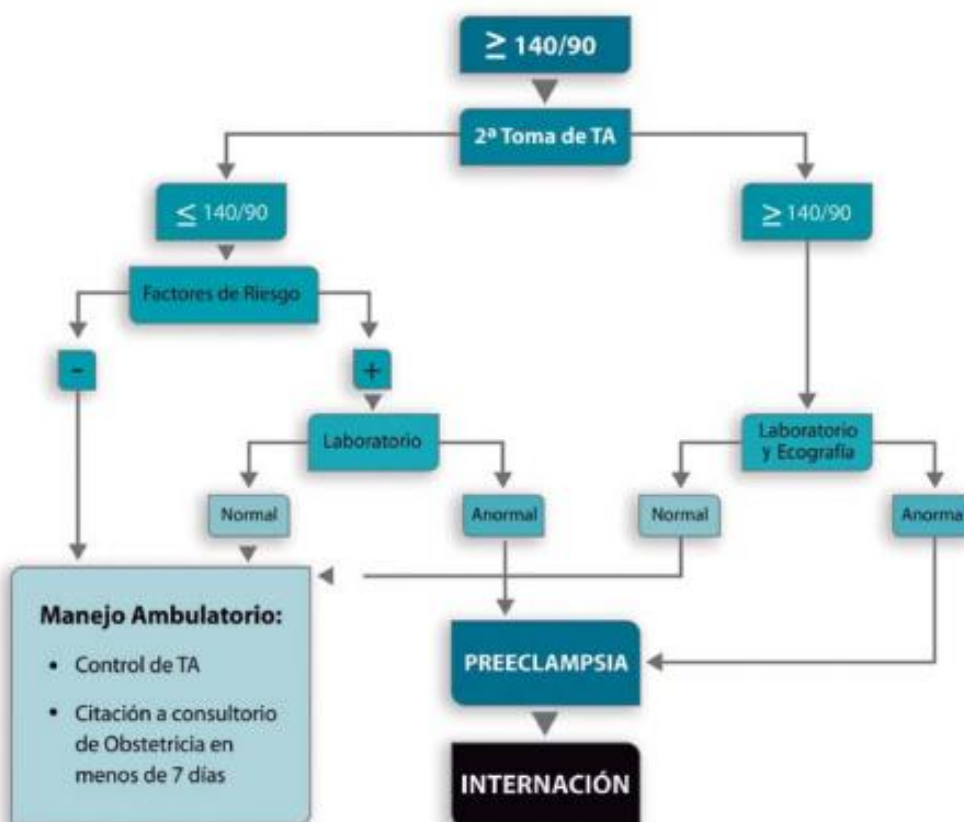 ≥ 140/90
2ª Toma de TA
≤ 140/90
≥ 140/90
Factores de Riesgo
-
+
Laboratorio
Laboratorio
y Ecografía
Normal
Anormal
Normal
Anorma
Manejo Ambulatorio:
• Control de TA
• Citación a consultorio
de Obstetricia en
menos de 7 días
PREECLAMPSIA
INTERNACIÓN